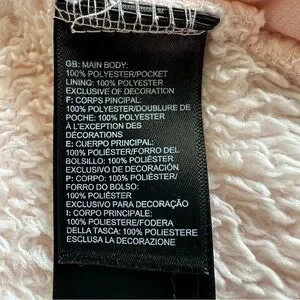 GB: MAIN BODY:
100% POLYESTER/POCKET
LINING: 100% POLYESTER
EXCLUSIVE OF DECORATION
F: CORPS PINCIPAL:
100% POLYESTER/DOUBLURE DE
POCHE: 100% POLYESTER
À L'EXCEPTION DES
DÉCORATIONS
E: CUERPO PRINCIPAL:
100% POLIÉSTER/FORRO DEL
BOLSILLO: 100% POLIÉSTER
EXCLUSIVO DE DECORACIÓN
P: CORPO: 100% POLIÉSTER/
FORRO DO BOLSO:
100% POLIÉSTER
EXCLUSIVO PARA DECORAÇÃO
I: CORPO PRINCIPALE:
100% POLIESTERE/FODERA
DELLA TASCA: 100% POLIESTERE
ESCLUSA LA DECORAZIONE